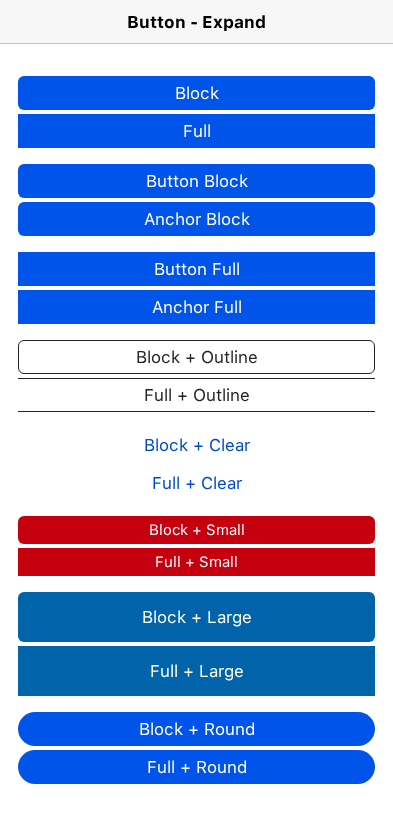 Button - Expand
Block
Full
Button Block
Anchor Block
Button Full
Anchor Full
Block + Outline
Full + Outline
Block + Clear
Full + Clear
Block + Small
Full + Small
Block + Large
Full + Large
Block + Round
Full + Round